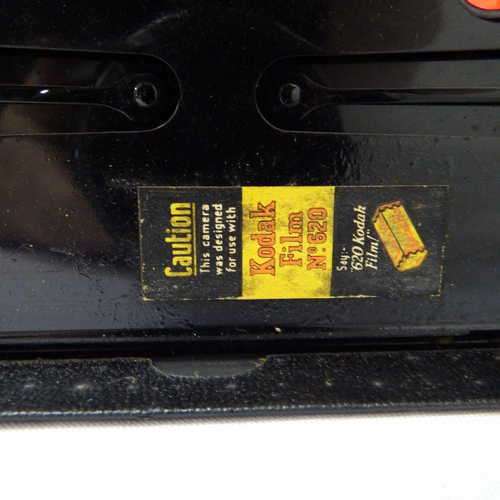 Caution
This camera
was designed
for use with
Kodak
Film
No 620
Say:-
"620 Kodak
Film!"